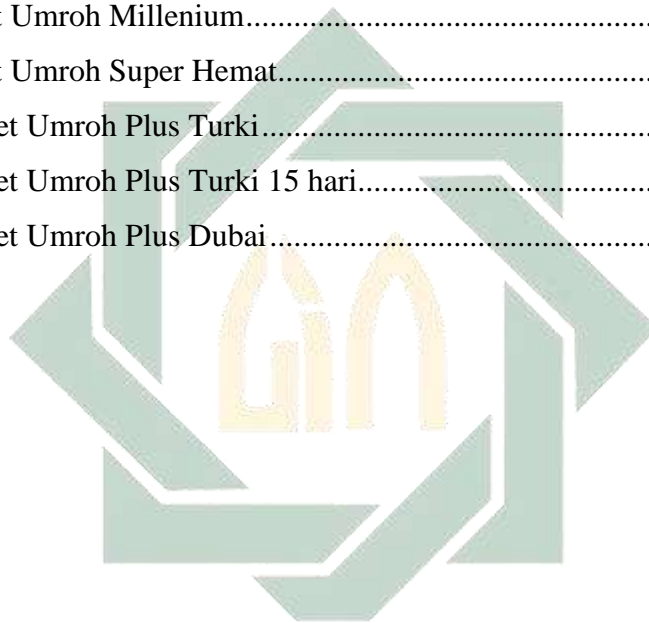 t Umroh Millenium..................................................
t Umroh Super Hemat..............................................
et Umroh Plus Turki................................................
et Umroh Plus Turki 15 hari....................................
et Umroh Plus Dubai...............................................
UIN